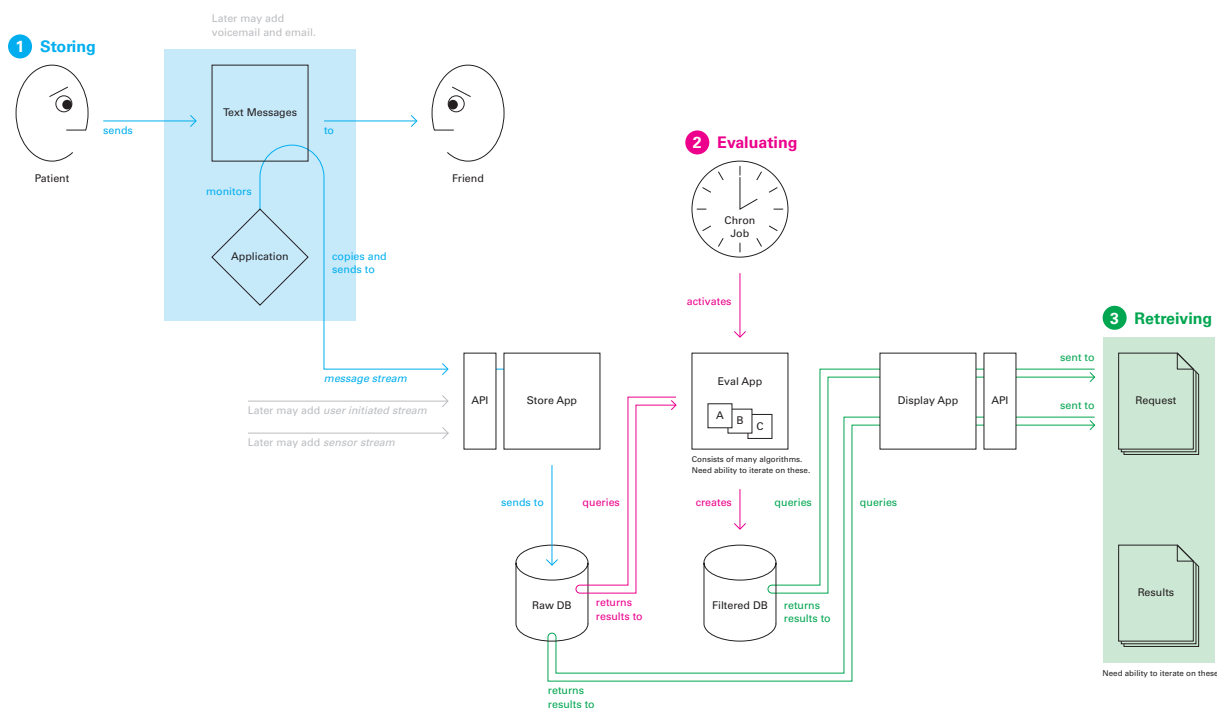 Later may add
voicemail and email.
1 Storing
Text Messages
sends
to
Patient
Friend
monitors
Application
copies and
sends to
message stream
Later may add user initiated stream
Later may add sensor stream
API
Store App
sends to
Raw DB
2 Evaluating
Chron
Job
activates
Eval App
A
B
C
Consists of many algorithms.
Need ability to iterate on these.
queries
returns
results to
creates
Filtered DB
queries
returns
results to
queries
returns
results to
Display App
API
3 Retreiving
sent to
sent to
Request
Results
Need ability to iterate on these